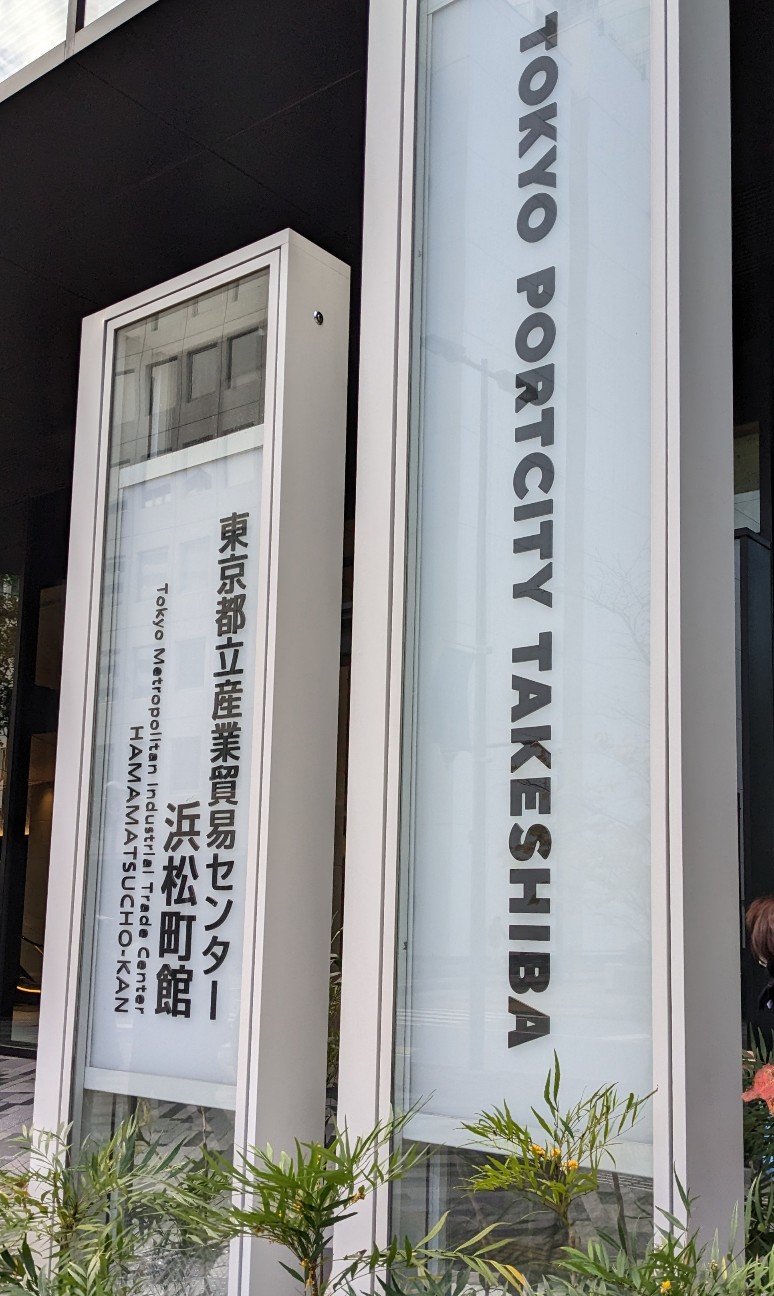 東京都立産業貿易センター
浜松町館
Tokyo Metropolitan Industrial Trade Center
HAMAMATSUCHO-KAN
TOKYO PORTCITY TAKESHIBA